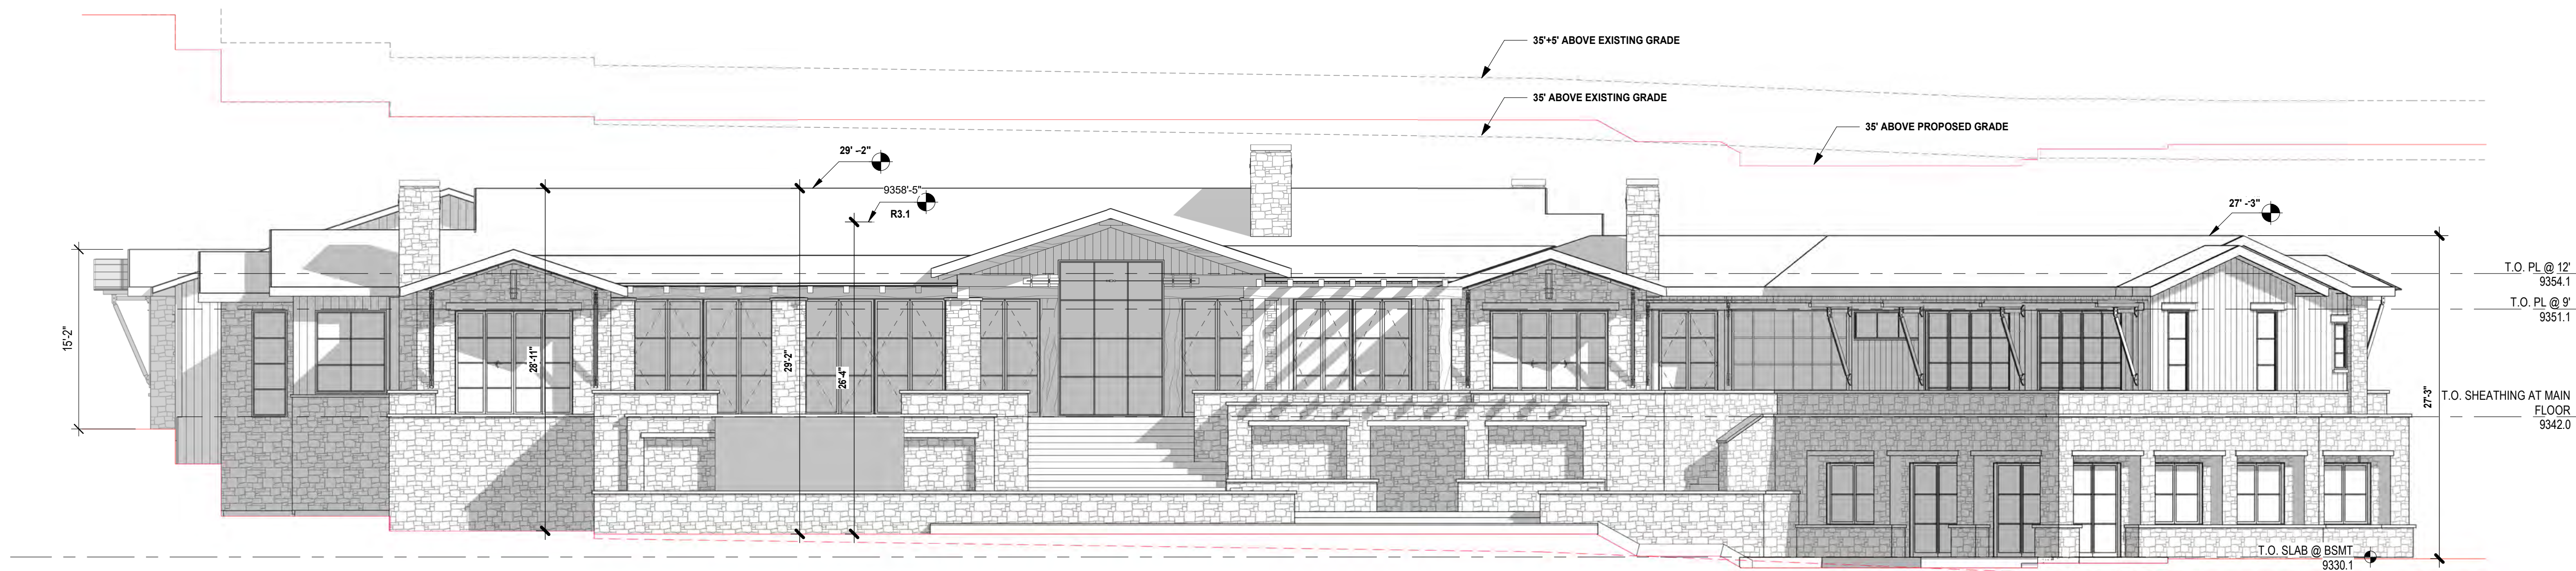 35'+5' ABOVE EXISTING GRADE
35' ABOVE EXISTING GRADE
35' ABOVE PROPOSED GRADE
29' -2"
9358'-5"
R3.1
27' -3"
T.O. PL @ 12'
9354.1
T.O. PL @ 9'
9351.1
15'-2"
28'-11"
29'-2"
26'-4"
27'-3"
T.O. SHEATHING AT MAIN
FLOOR
9342.0
T.O. SLAB @ BSMT
9330.1